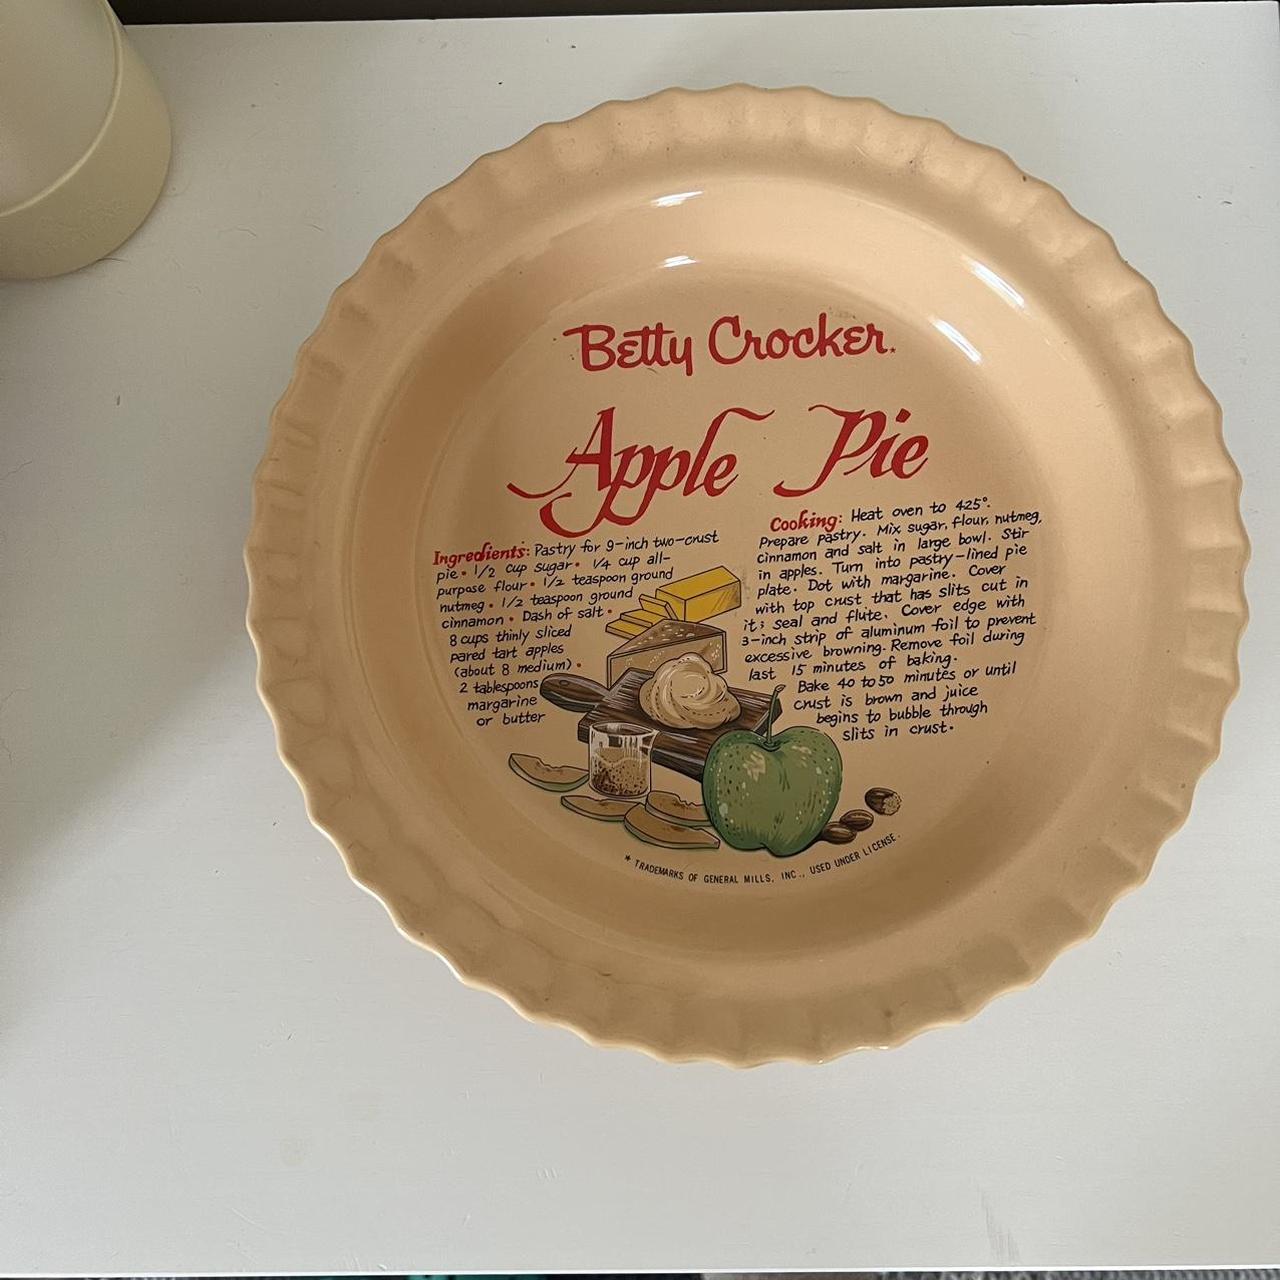 Betty Crocker*
Apple Pie
Ingredients: Pastry for 9-inch two-crust
pie • 1/2 cup sugar • 1/4 cup all-
purpose flour • 1/2 teaspoon ground
nutmeg • 1/2 teaspoon ground
cinnamon • Dash of salt •
8 cups thinly sliced
pared tart apples
(about 8 medium) •
2 tablespoons
margarine
or butter
Cooking: Heat oven to 425°.
Prepare pastry. Mix sugar, flour, nutmeg,
cinnamon and salt in large bowl. Stir
in apples. Turn into pastry-lined pie
plate. Dot with margarine. Cover
with top crust that has slits cut in
it; seal and flute. Cover edge with
3-inch strip of aluminum foil to prevent
excessive browning. Remove foil during
last 15 minutes of baking.
Bake 40 to 50 minutes or until
crust is brown and juice
begins to bubble through
slits in crust.
* TRADEMARKS OF GENERAL MILLS, INC., USED UNDER LICENSE.